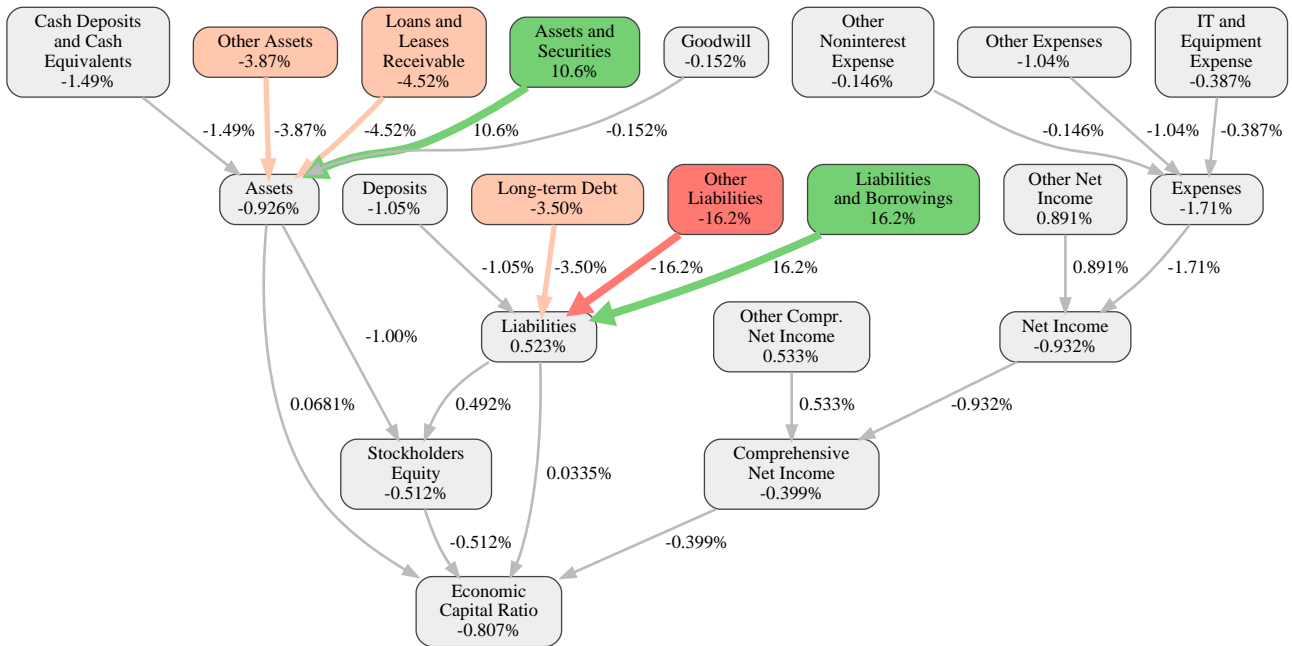 Cash Deposits
and Cash
Equivalents
-1.49%
Other Assets
-3.87%
Loans and
Leases
Receivable
-4.52%
Assets and
Securities
10.6%
Goodwill
-0.152%
Other
Noninterest
Expense
-0.146%
Other Expenses
-1.04%
IT and
Equipment
Expense
-0.387%
-1.49%
-3.87%
-4.52%
10.6%
-0.152%
-0.146%
-1.04%
-0.387%
Assets
-0.926%
Deposits
-1.05%
Long-term Debt
-3.50%
Other
Liabilities
-16.2%
Liabilities
and Borrowings
16.2%
Other Net
Income
0.891%
Expenses
-1.71%
-1.05%
-3.50%
-16.2%
16.2%
0.891%
-1.71%
-1.00%
Liabilities
0.523%
Other Compr.
Net Income
0.533%
Net Income
-0.932%
0.0681%
0.492%
0.533%
-0.932%
Stockholders
Equity
-0.512%
0.0335%
Comprehensive
Net Income
-0.399%
-0.512%
-0.399%
Economic
Capital Ratio
-0.807%